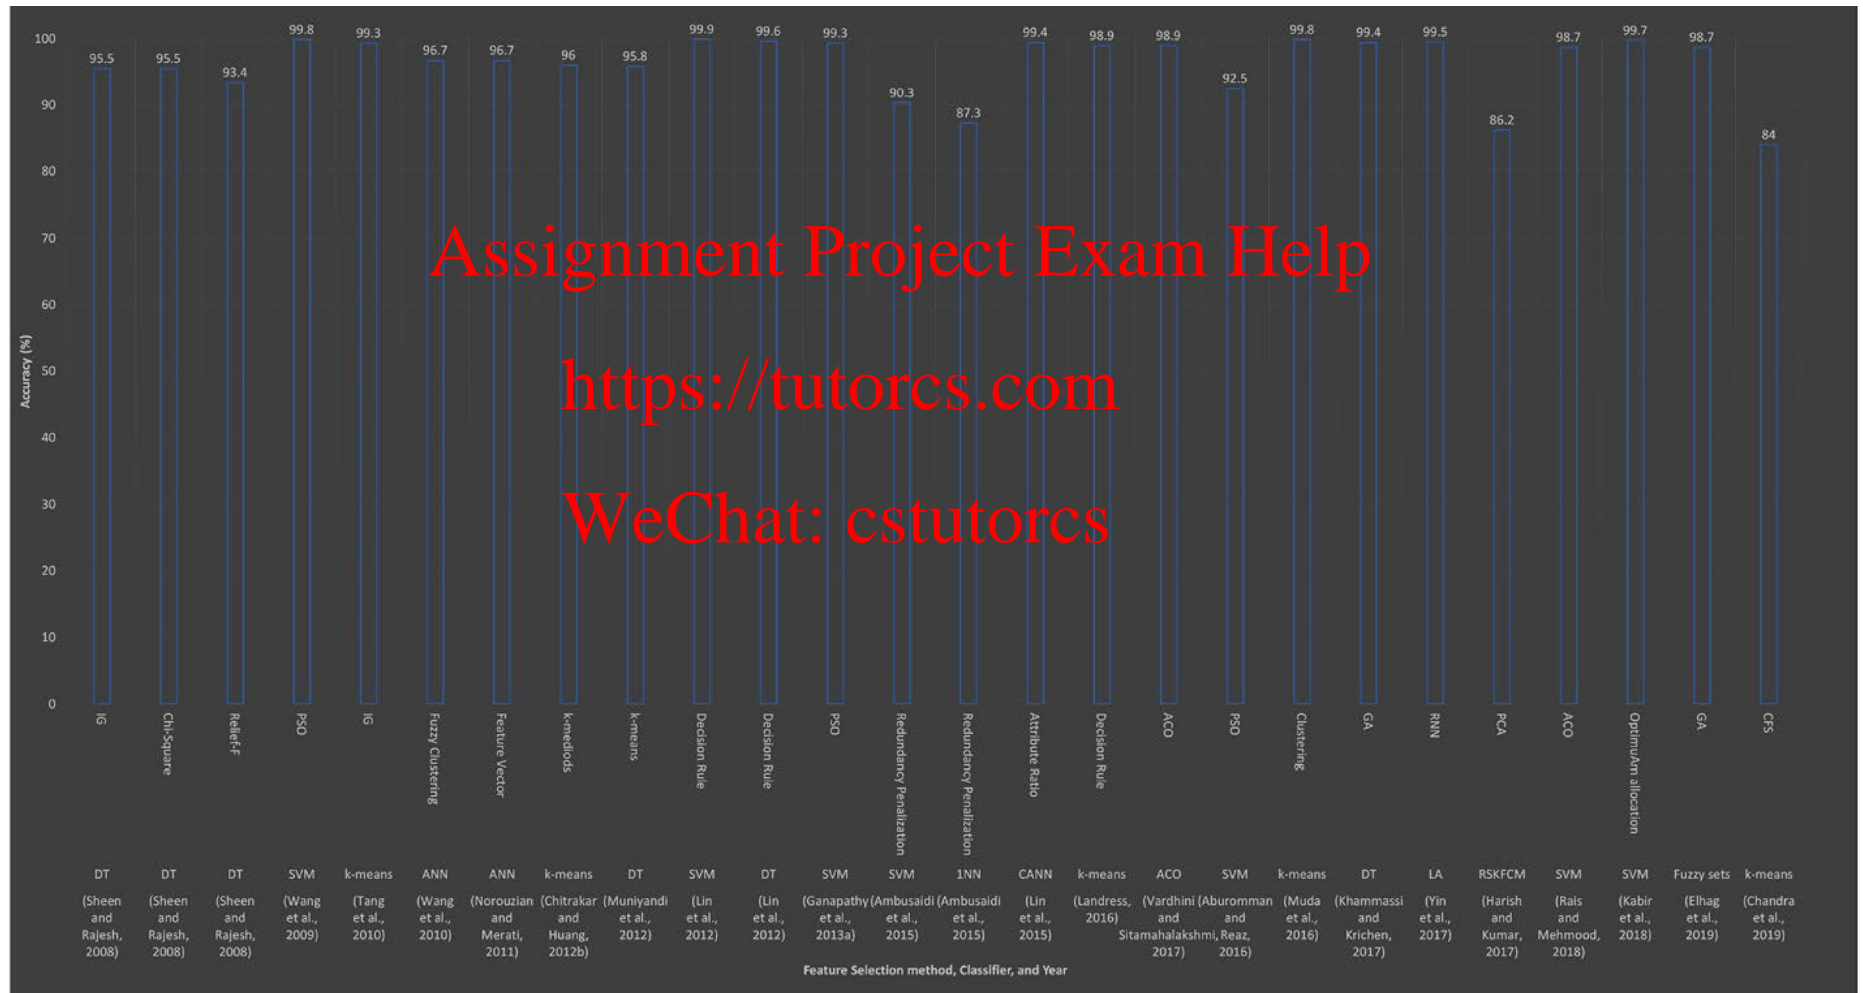 99.8 99.3 99.9 99.6 99.3 99.4 98.9 98.9 99.8 99.4 99.5 98.7 99.7 98.7
100
95.5 95.5 93.4 96.7 96.7 96 95.8 92.5
90.3
90
87.3 86.2 84
80
70
Assignment Project Exam Help
60
Accuracy (%)
50
https://tutorcs.com
40
30
WeChat: cstutorcs
20
10
0
IG
Chi-Square
Relief-F
PSO
IG
Fuzzy Clustering
Feature Vector
k-mediods
k-means
Decision Rule
Decision Rule
PSO
Redundancy Penalization
Redundancy Penalization
Attribute Ratio
Decision Rule
ACO
PSO
Clustering
GA
RNN
PCA
ACO
OptimuAm allocation
GA
CFS
DT DT DT SVM k-means ANN ANN k-means DT SVM DT SVM SVM 1NN CANN k-means ACO SVM k-means DT LA RSKFCM SVM SVM Fuzzy sets k-means
(Sheen (Sheen (Sheen (Wang (Tang (Wang (Norouzian (Chitrakar (Muniyandi (Lin (Lin (Ganapathy (Ambusaidi (Ambusaidi (Lin (Landress, (Vardhini (Aburomman (Muda (Khammassi (Yin (Harish (Rais (Kabir (Elhag (Chandra
and and and et al., et al., et al., and and et al., et al., et al., et al., et al., et al., et al., 2016) and and et al., and et al., and and et al., et al., et al.,
Rajesh, Rajesh, Rajesh, 2009) 2010) 2010) Merati, Huang, 2012) 2012) 2012) 2013a) 2015) 2015) 2015) Sitamahalakshmi, Reaz, 2016) Krichen, 2017) Kumar, Mehmood, 2018) 2019) 2019)
2008) 2008) 2008) 2011) 2012b) 2017) 2016) 2017) 2017) 2018)
Feature Selection method, Classifier, and Year